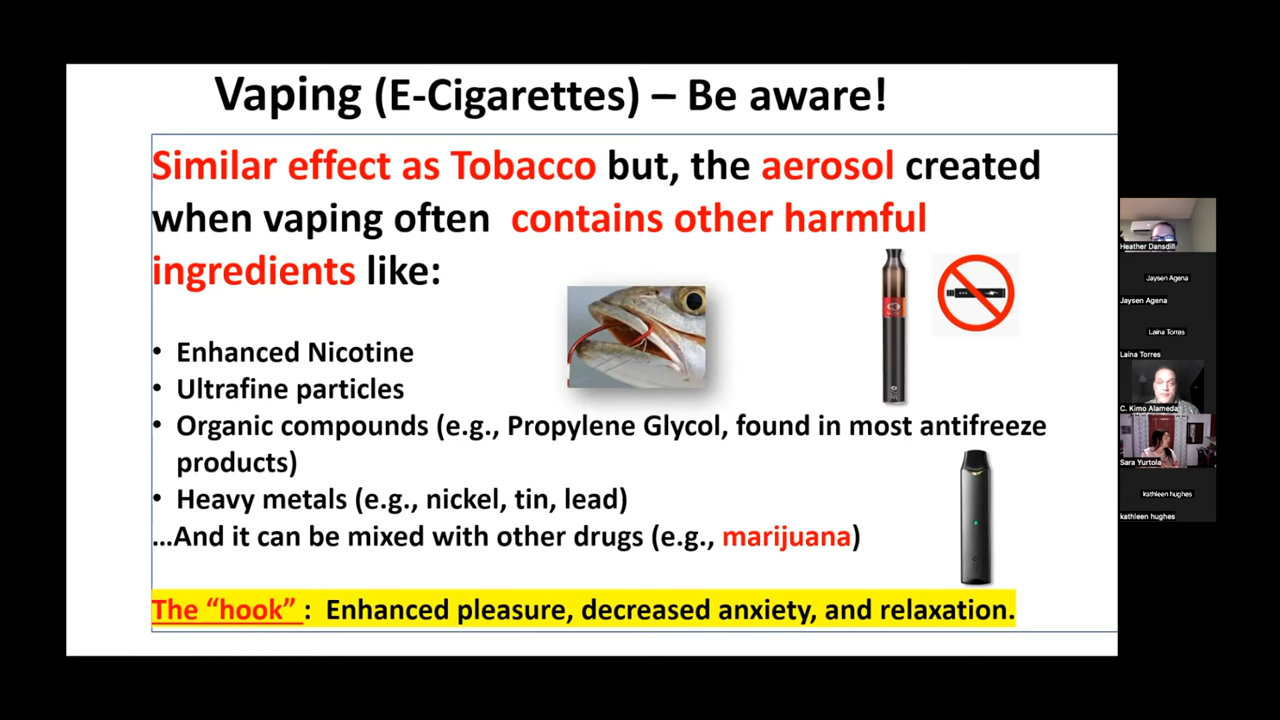 Vaping (E-Cigarettes) – Be aware!
Similar effect as Tobacco but, the aerosol created
when vaping often contains other harmful
ingredients like:
• Enhanced Nicotine
• Ultrafine particles
• Organic compounds (e.g., Propylene Glycol, found in most antifreeze
products)
• Heavy metals (e.g., nickel, tin, lead)
…And it can be mixed with other drugs (e.g., marijuana)
The “hook” : Enhanced pleasure, decreased anxiety, and relaxation.
Heather Dansdill
Jaysen Agena
Jaysen Agena
Laina Torres
Laina Torres
C. Kimo Alameda
Sara Yurtola
kathleen hughes
kathleen hughes